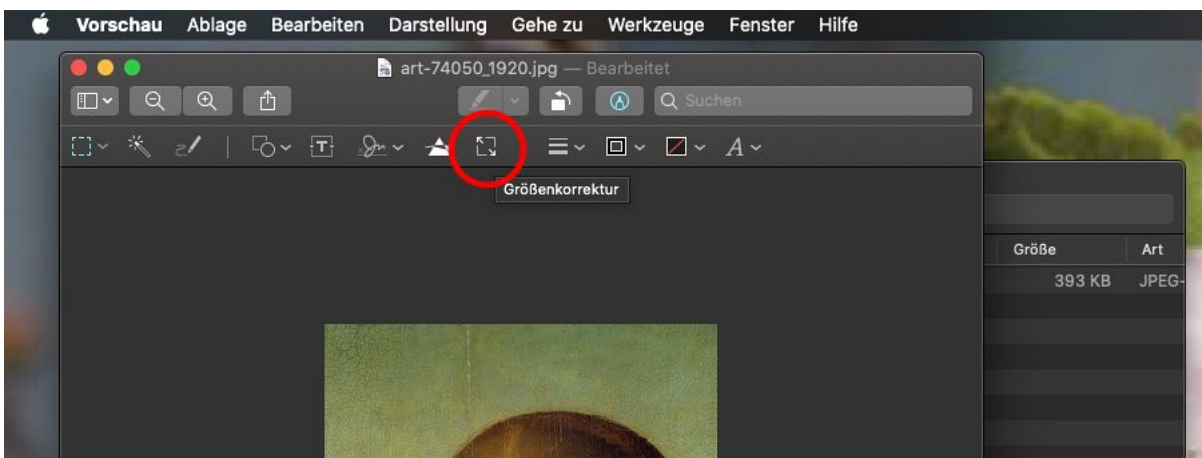 Vorschau Ablage Bearbeiten Darstellung Gehe zu Werkzeuge Fenster Hilfe
art-74050_1920.jpg — Bearbeitet
Suchen
T A
Größenkorrektur
Größe Art
393 KB JPEG-